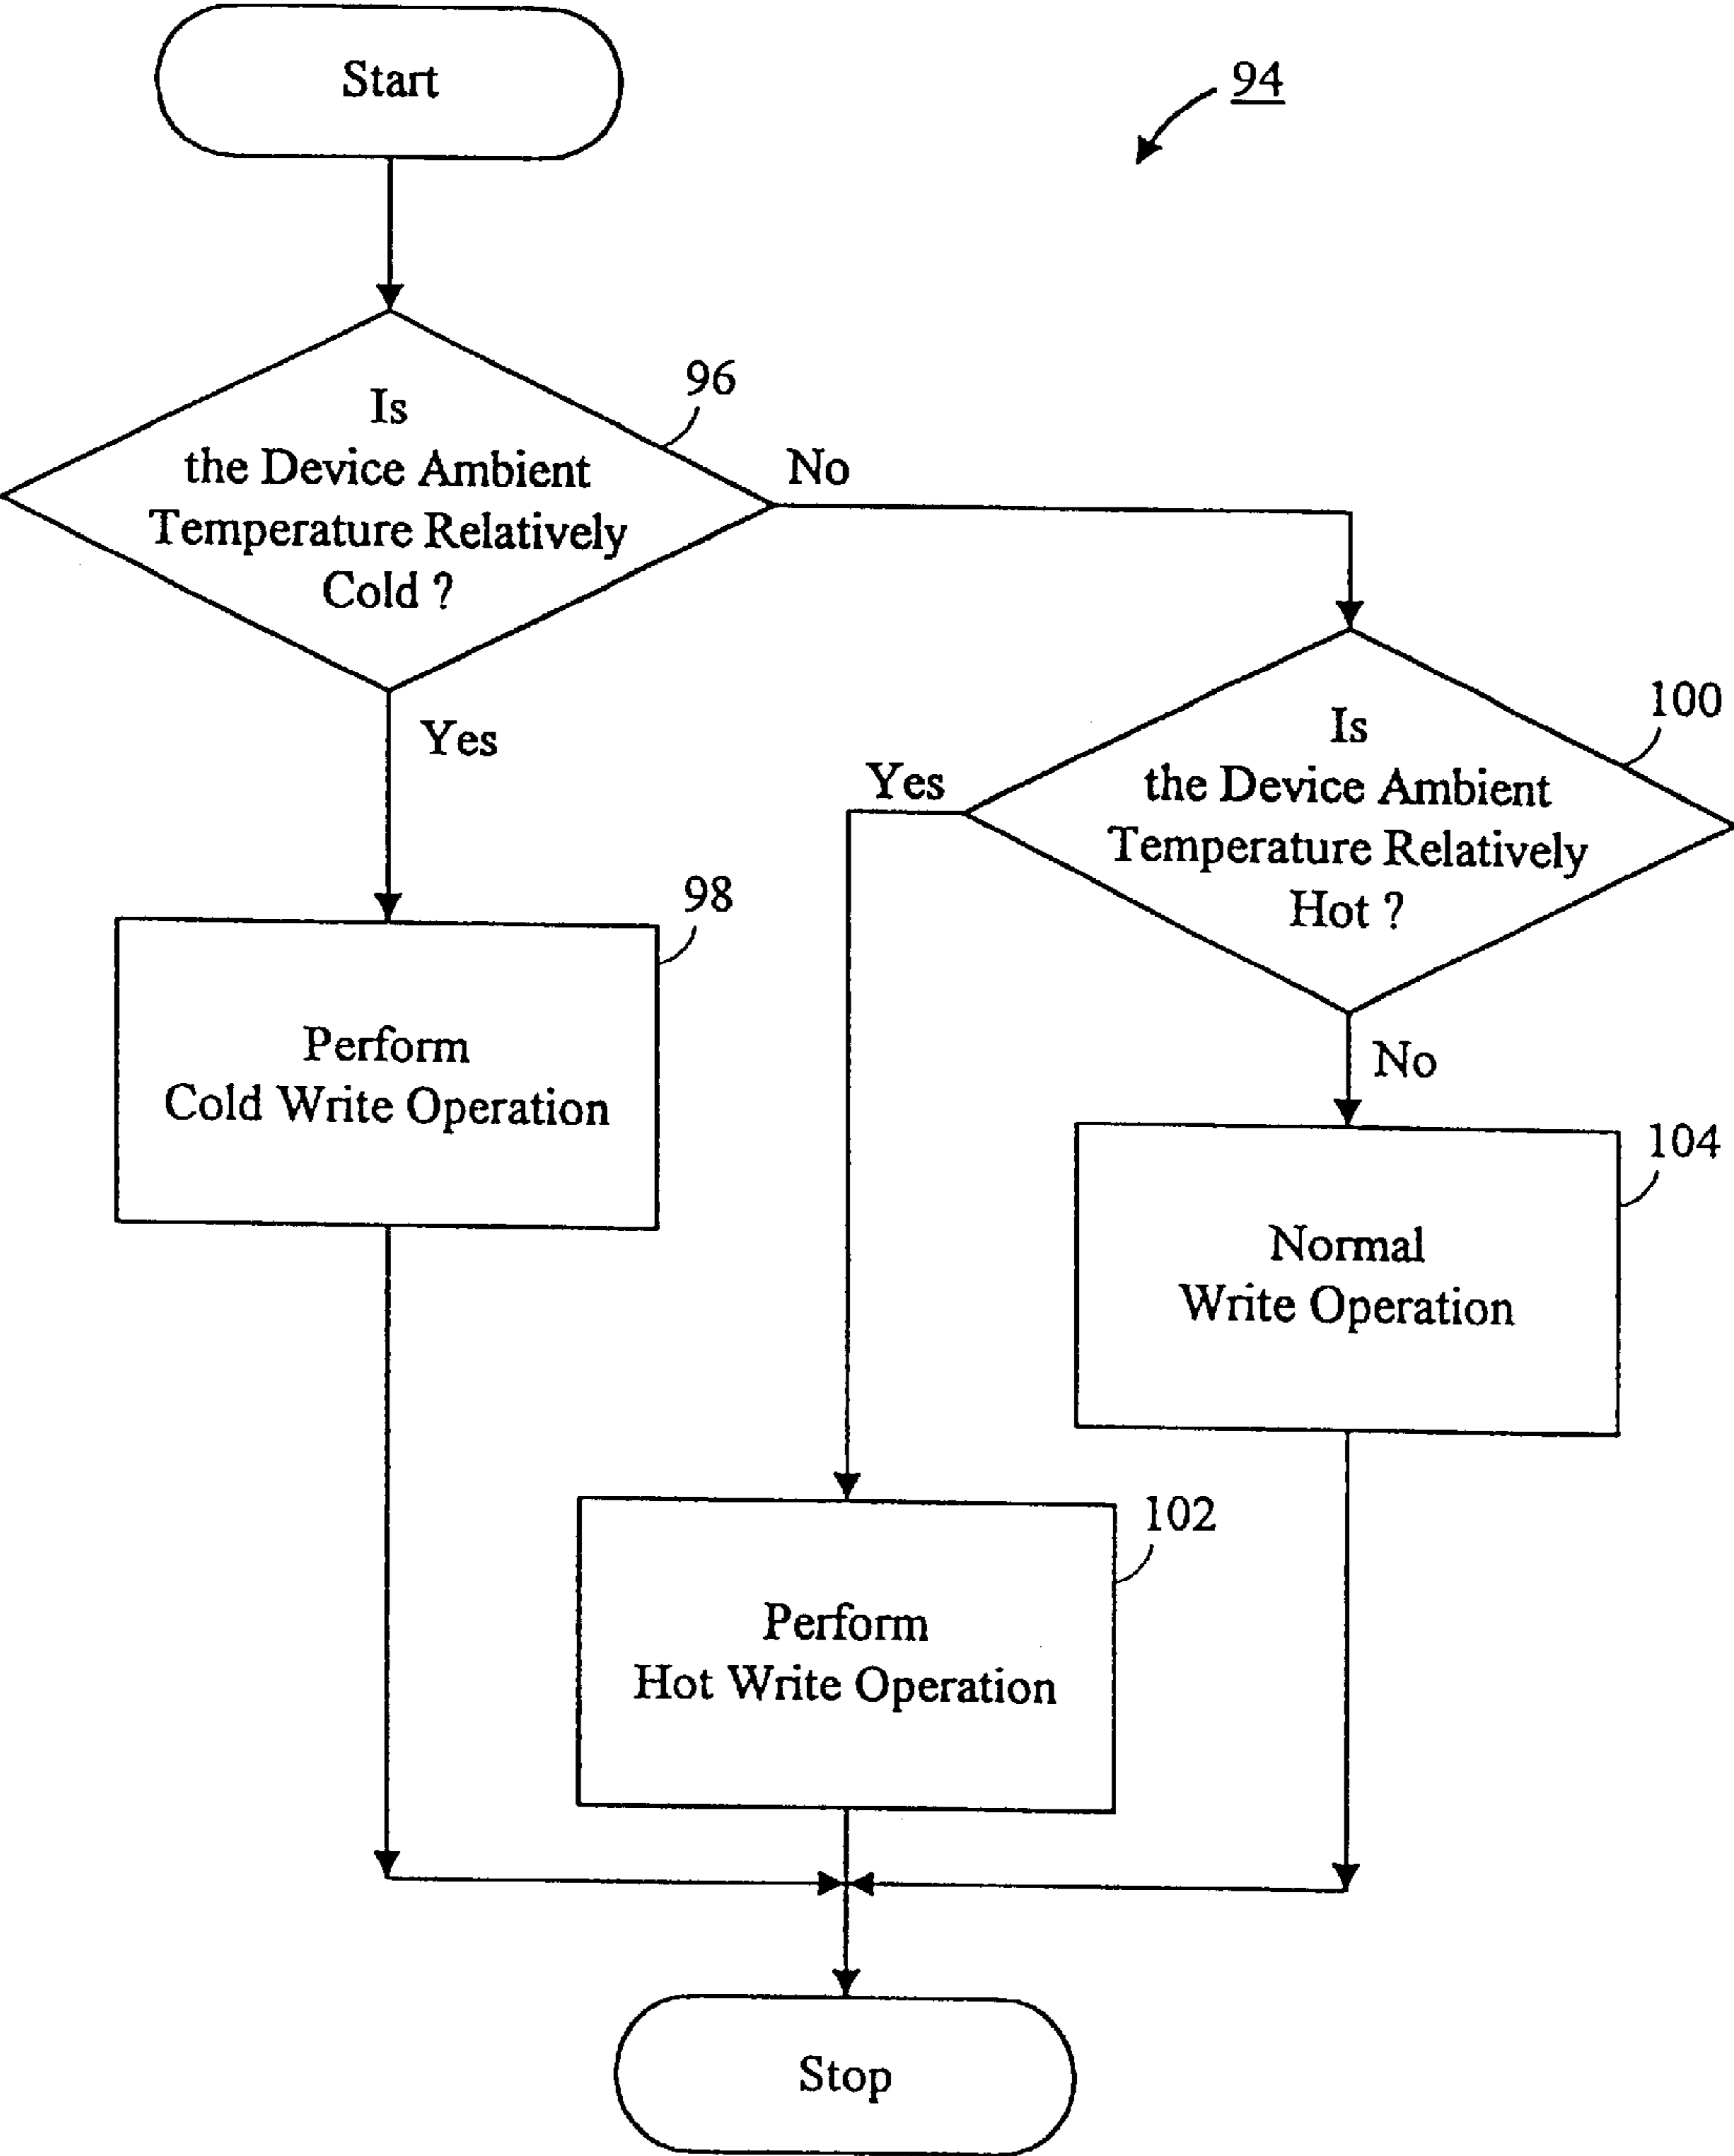 Start
94
Is
the Device Ambient
Temperature Relatively
Cold ?
96
No
Yes
Is
the Device Ambient
Temperature Relatively
Hot ?
100
Yes
No
98
Perform
Cold Write Operation
104
Normal
Write Operation
102
Perform
Hot Write Operation
Stop